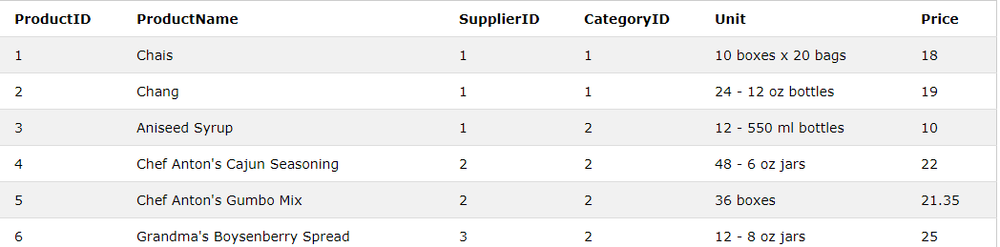 ProductID ProductName SupplierID CategoryID Unit Price
1 Chais 1 1 10 boxes x 20 bags 18
2 Chang 1 1 24 - 12 oz bottles 19
3 Aniseed Syrup 1 2 12 - 550 ml bottles 10
4 Chef Anton's Cajun Seasoning 2 2 48 - 6 oz jars 22
5 Chef Anton's Gumbo Mix 2 2 36 boxes 21.35
6 Grandma's Boysenberry Spread 3 2 12 - 8 oz jars 25